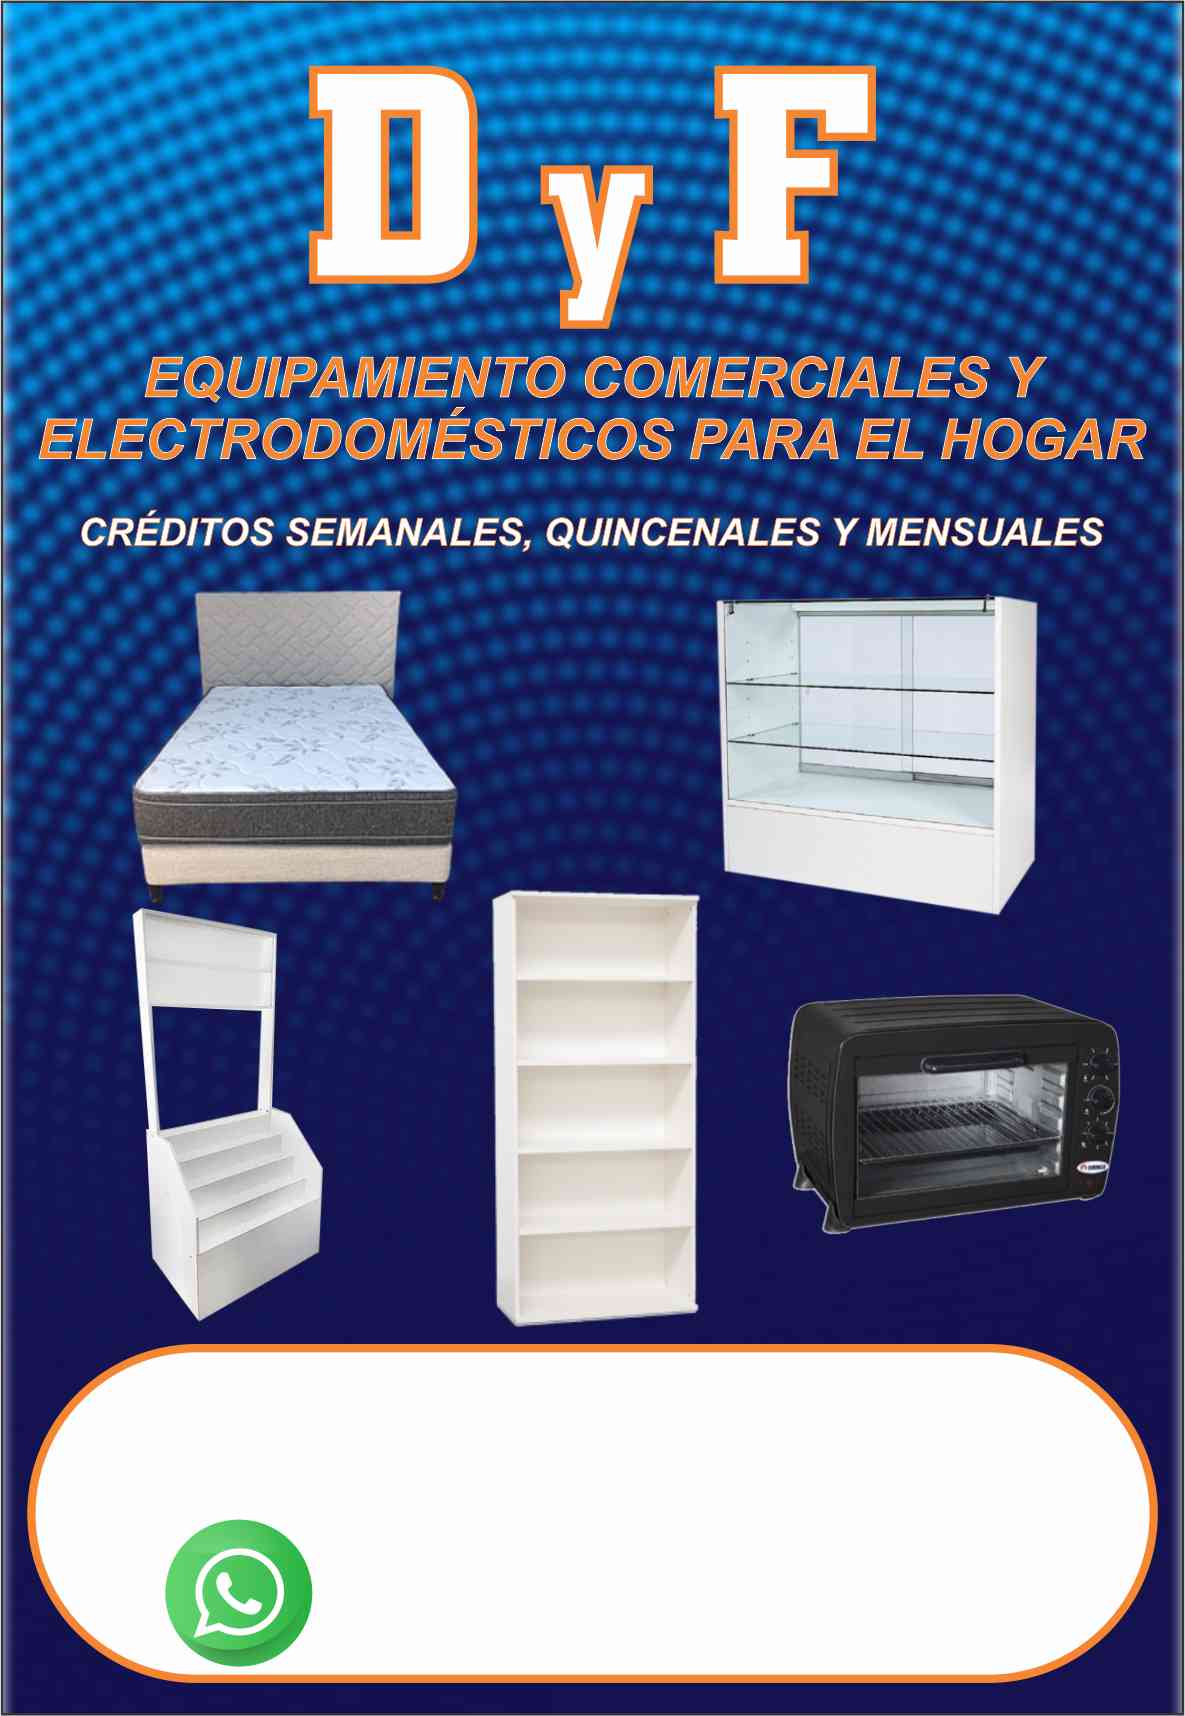 D y F
EQUIPAMIENTO COMERCIALES Y
ELECTRODOMÉSTICOS PARA EL HOGAR
CRÉDITOS SEMANALES, QUINCENALES Y MENSUALES